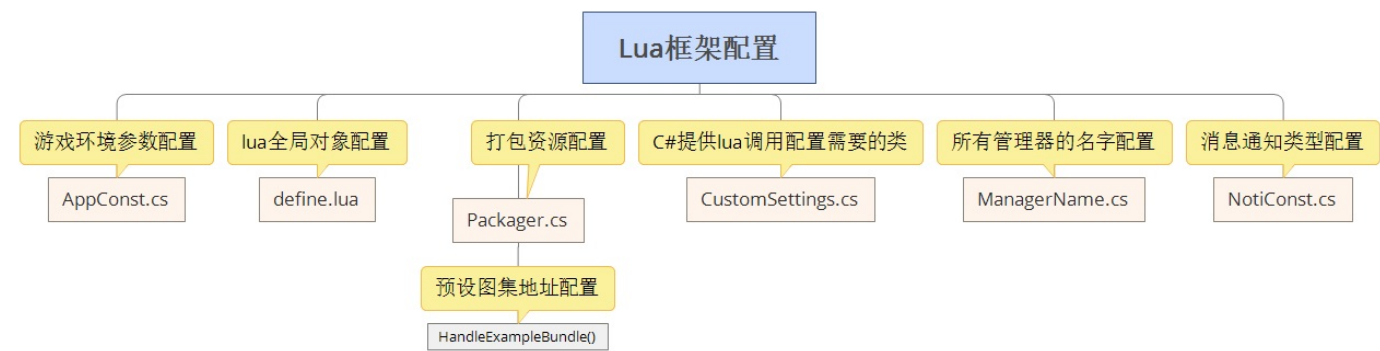 Lua框架配置
游戏环境参数配置
AppConst.cs
lua全局对象配置
define.lua
打包资源配置
Packager.cs
预设图集地址配置
HandleExampleBundle()
C#提供lua调用配置需要的类
CustomSettings.cs
所有管理器的名字配置
ManagerName.cs
消息通知类型配置
NotiConst.cs